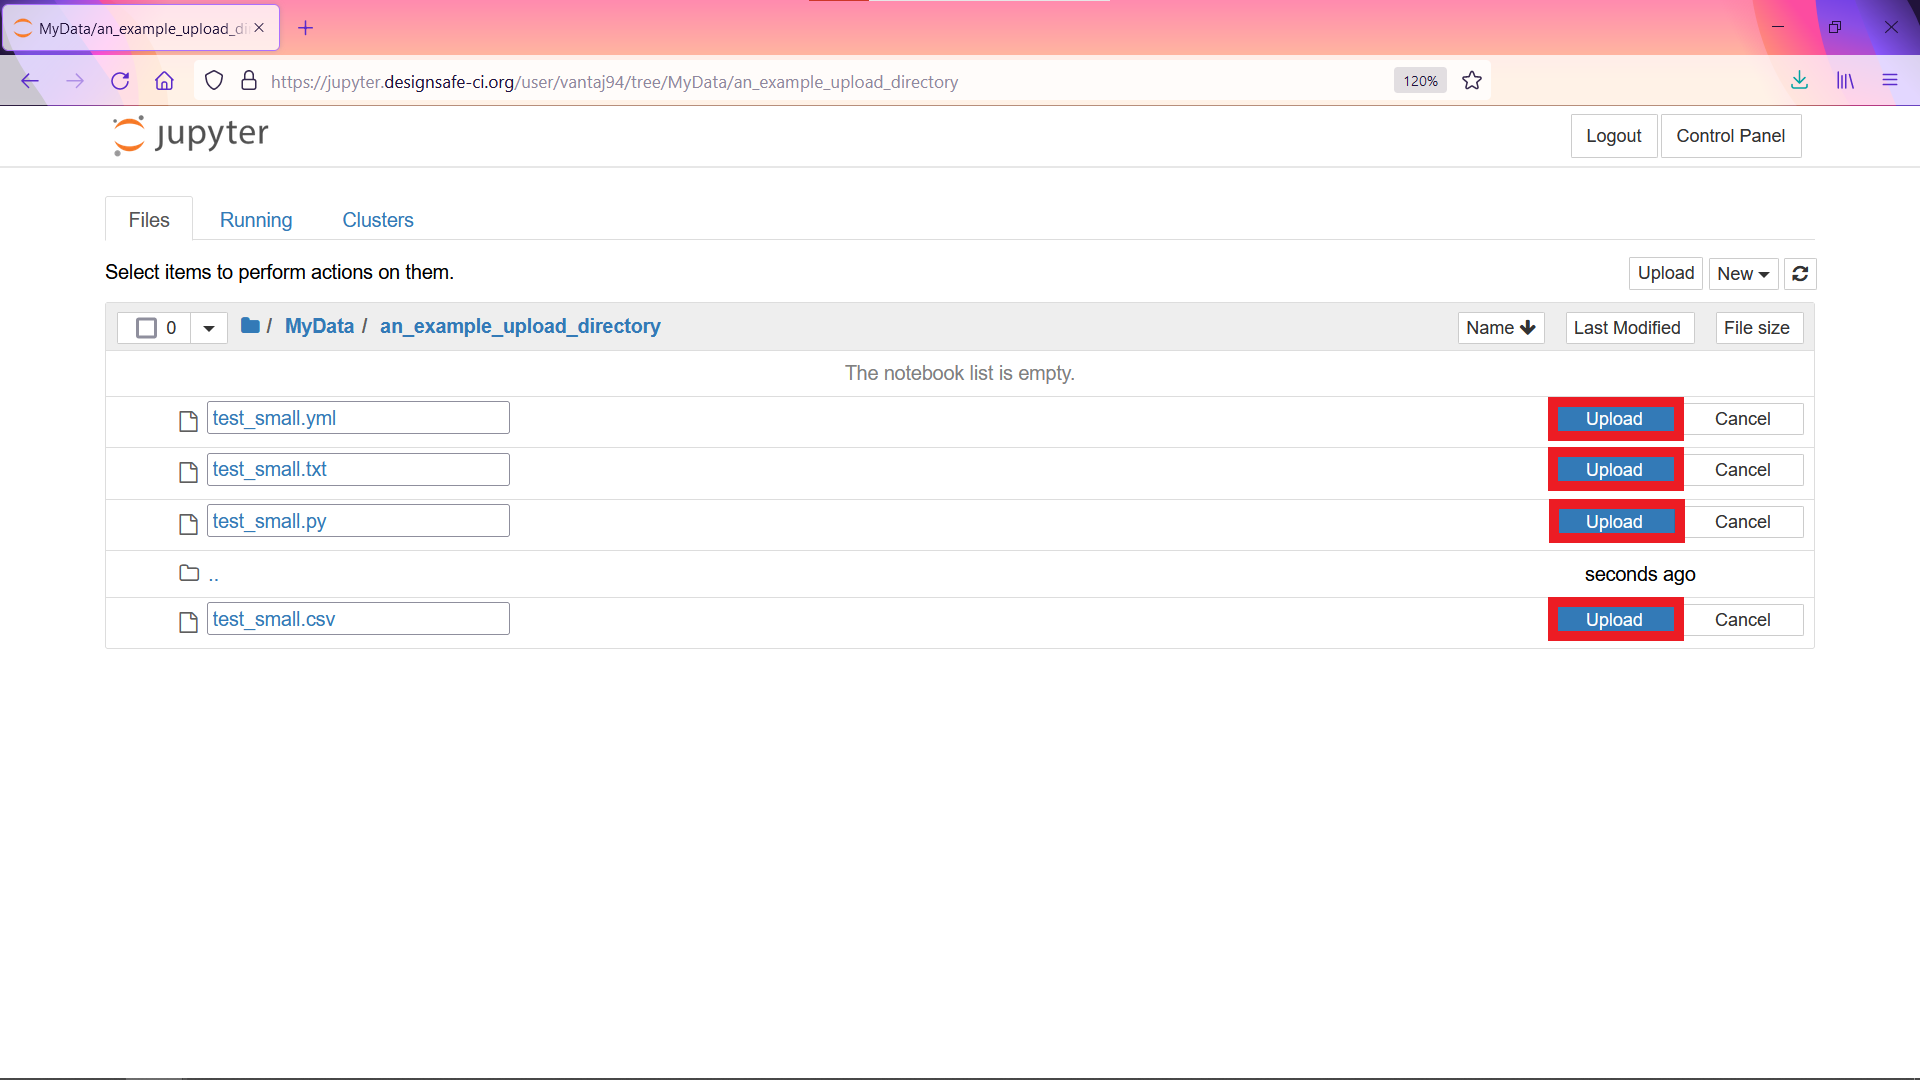 MyData/an_example_upload_di
https://jupyter.designsafe-ci.org/user/vantaj94/tree/MyData/an_example_upload_directory 120%
jupyter Logout Control Panel
Files Running Clusters
Select items to perform actions on them. Upload New
0 / MyData / an_example_upload_directory Name Last Modified File size
The notebook list is empty.
test_small.yml Upload Cancel
test_small.txt Upload Cancel
test_small.py Upload Cancel
.. seconds ago
test_small.csv Upload Cancel